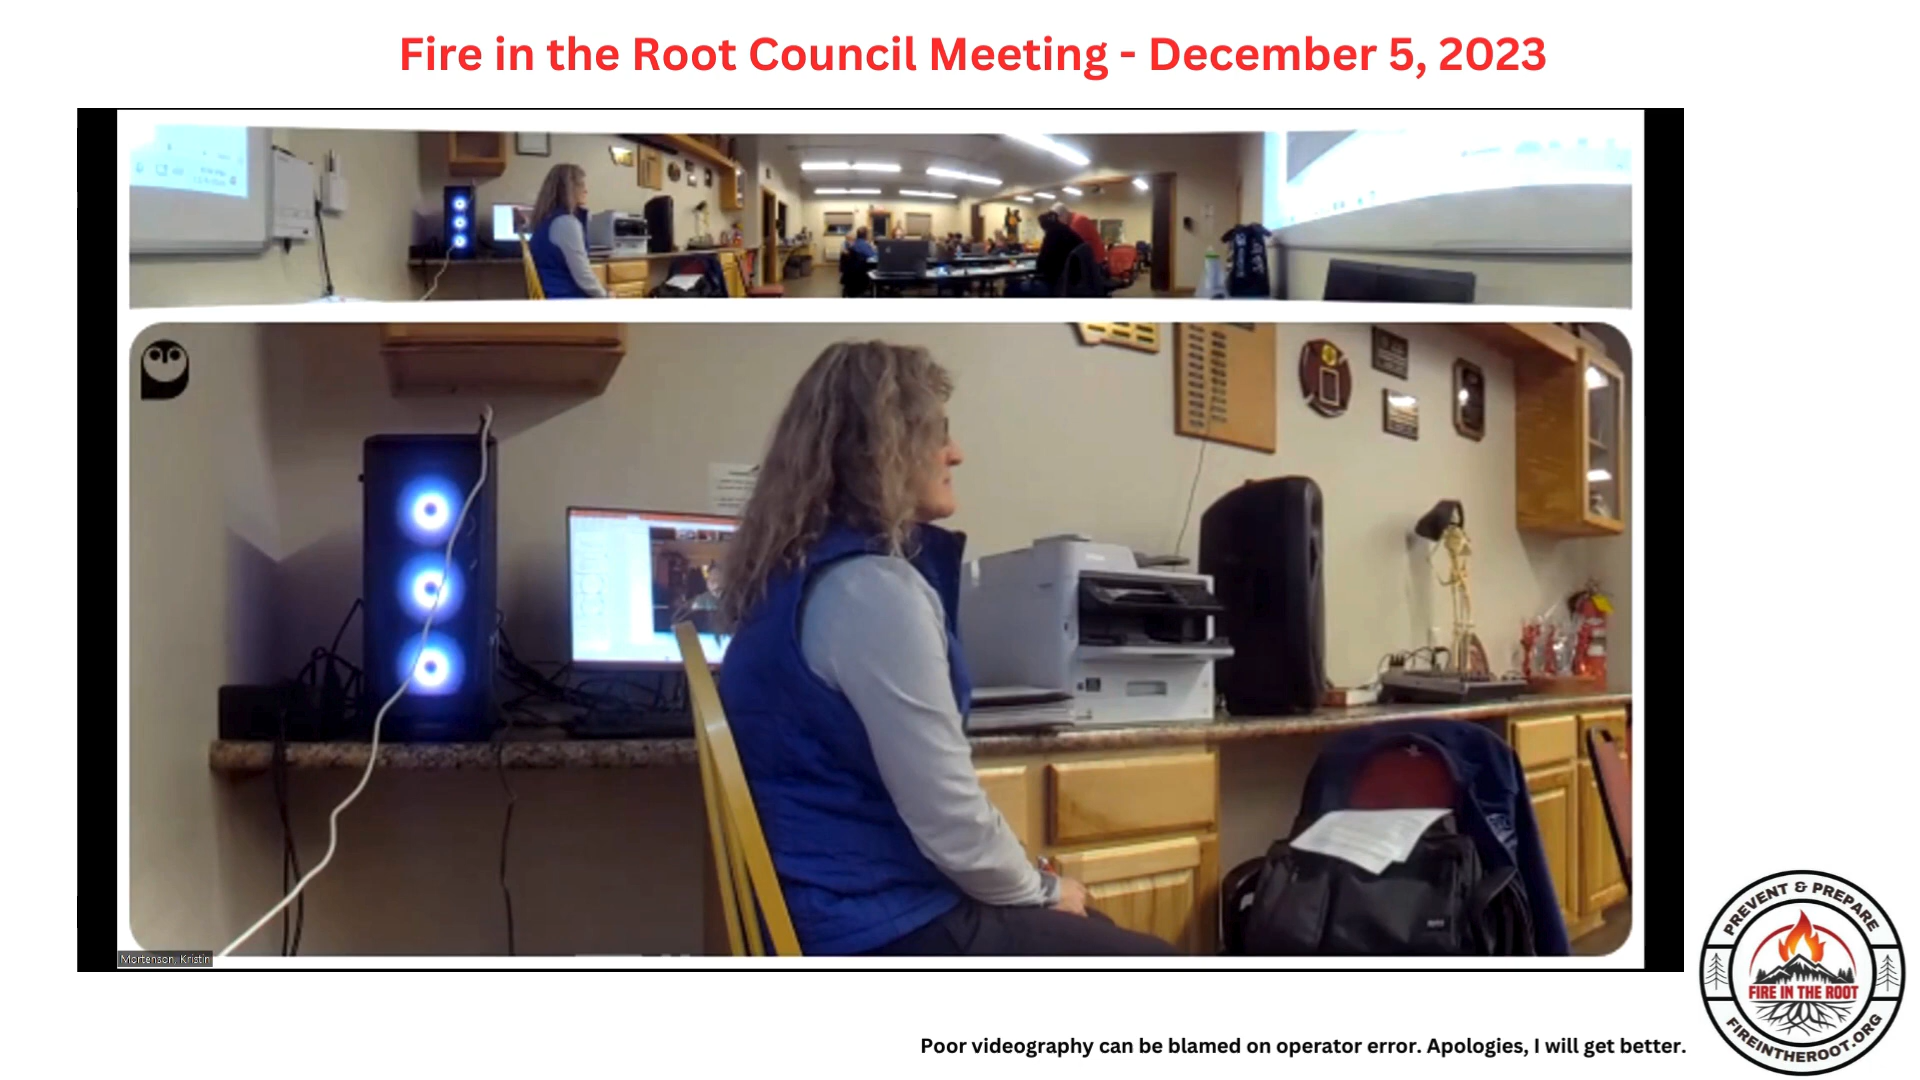 Fire in the Root Council Meeting - December 5, 2023
Mortenson, Kristin
PREVENT & PREPARE
FIRE IN THE ROOT
FIREINTHEROOT.ORG
Poor videography can be blamed on operator error. Apologies, I will get better.